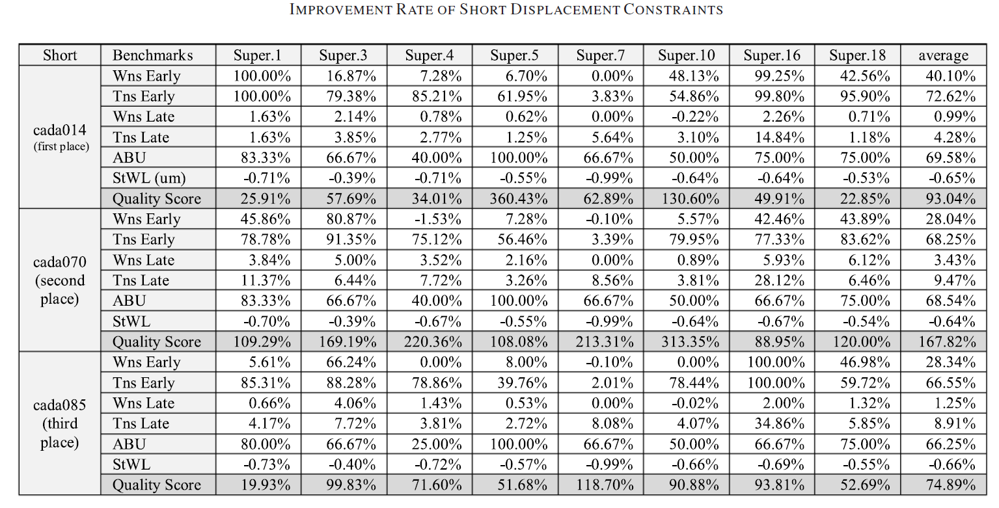 IMPROVEMENT RATE OF SHORT DISPLACEMENT CONSTRAINTS
Short Benchmarks Super.1 Super.3 Super.4 Super.5 Super.7 Super.10 Super.16 Super.18 average
cada014
(first place)
Wns Early 100.00% 16.87% 7.28% 6.70% 0.00% 48.13% 99.25% 42.56% 40.10%
Tns Early 100.00% 79.38% 85.21% 61.95% 3.83% 54.86% 99.80% 95.90% 72.62%
Wns Late 1.63% 2.14% 0.78% 0.62% 0.00% -0.22% 2.26% 0.71% 0.99%
Tns Late 1.63% 3.85% 2.77% 1.25% 5.64% 3.10% 14.84% 1.18% 4.28%
ABU 83.33% 66.67% 40.00% 100.00% 66.67% 50.00% 75.00% 75.00% 69.58%
StWL (um) -0.71% -0.39% -0.71% -0.55% -0.99% -0.64% -0.64% -0.53% -0.65%
Quality Score 25.91% 57.69% 34.01% 360.43% 62.89% 130.60% 49.91% 22.85% 93.04%
cada070
(second
place)
Wns Early 45.86% 80.87% -1.53% 7.28% -0.10% 5.57% 42.46% 43.89% 28.04%
Tns Early 78.78% 91.35% 75.12% 56.46% 3.39% 79.95% 77.33% 83.62% 68.25%
Wns Late 3.84% 5.00% 3.52% 2.16% 0.00% 0.89% 5.93% 6.12% 3.43%
Tns Late 11.37% 6.44% 7.72% 3.26% 8.56% 3.81% 28.12% 6.46% 9.47%
ABU 83.33% 66.67% 40.00% 100.00% 66.67% 50.00% 66.67% 75.00% 68.54%
StWL -0.70% -0.39% -0.67% -0.55% -0.99% -0.64% -0.67% -0.54% -0.64%
Quality Score 109.29% 169.19% 220.36% 108.08% 213.31% 313.35% 88.95% 120.00% 167.82%
cada085
(third
place)
Wns Early 5.61% 66.24% 0.00% 8.00% -0.10% 0.00% 100.00% 46.98% 28.34%
Tns Early 85.31% 88.28% 78.86% 39.76% 2.01% 78.44% 100.00% 59.72% 66.55%
Wns Late 0.66% 4.06% 1.43% 0.53% 0.00% -0.02% 2.00% 1.32% 1.25%
Tns Late 4.17% 7.72% 3.81% 2.72% 8.08% 4.07% 34.86% 5.85% 8.91%
ABU 80.00% 66.67% 25.00% 100.00% 66.67% 50.00% 66.67% 75.00% 66.25%
StWL -0.73% -0.40% -0.72% -0.57% -0.99% -0.66% -0.69% -0.55% -0.66%
Quality Score 19.93% 99.83% 71.60% 51.68% 118.70% 90.88% 93.81% 52.69% 74.89%